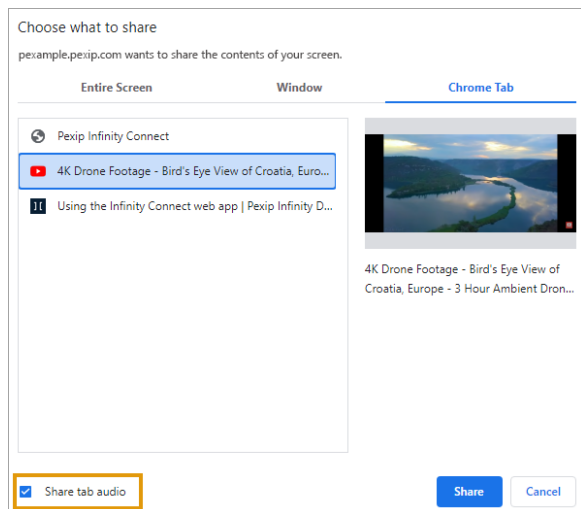 Choose what to share
pexample.pexip.com wants to share the contents of your screen.
Entire Screen
Window
Chrome Tab
Pexip Infinity Connect
4K Drone Footage - Bird's Eye View of Croatia, Euro...
Using the Infinity Connect web app | Pexip Infinity D...
4K Drone Footage - Bird's Eye View of
Croatia, Europe - 3 Hour Ambient Dron...
Share tab audio
Share
Cancel